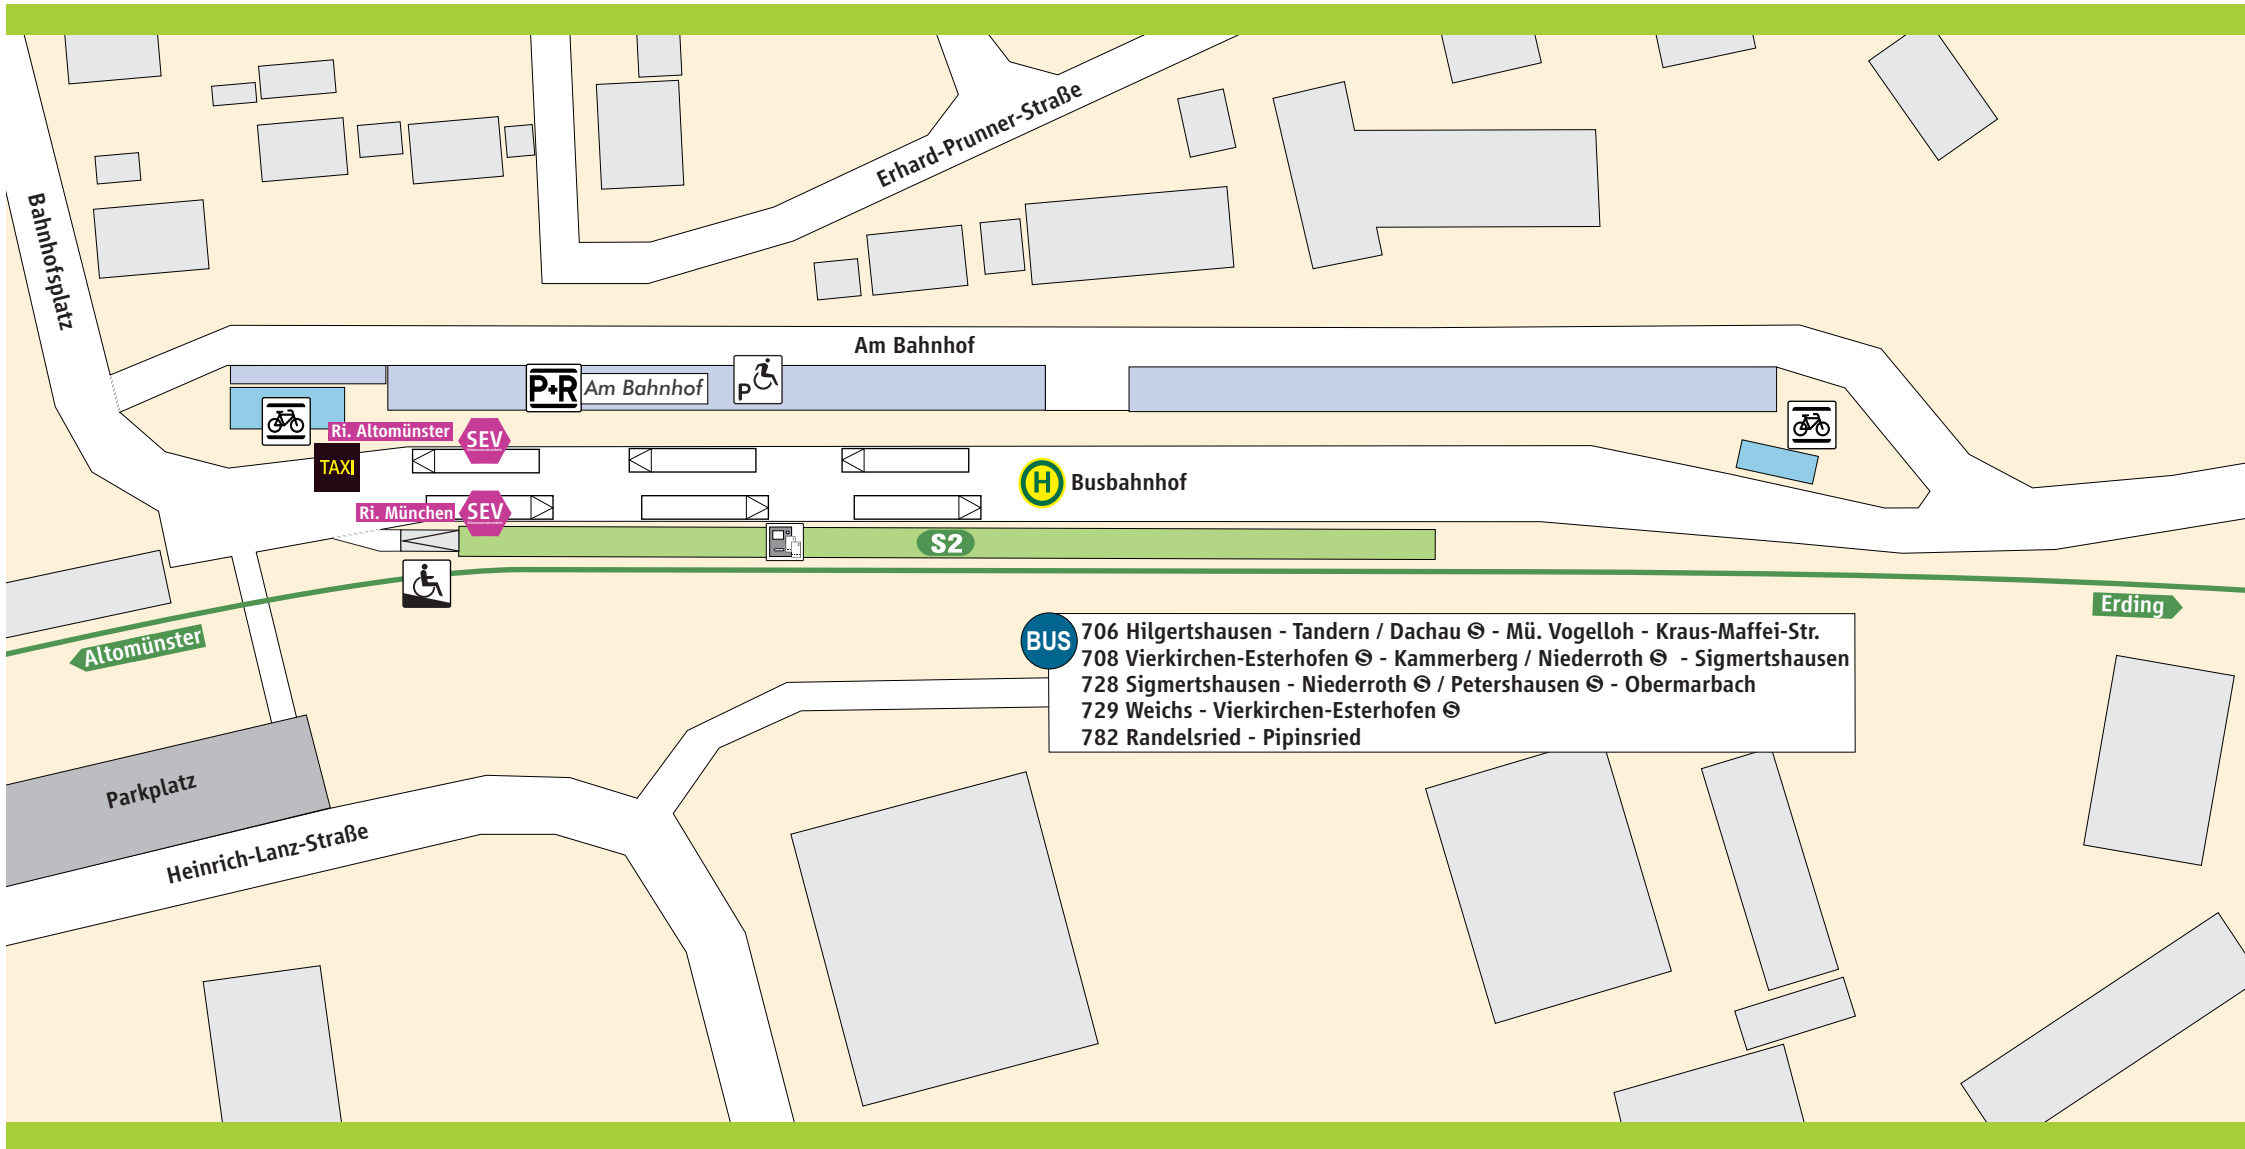 Erhard-Prunner-Straße
Bahnhofsplatz
Am Bahnhof
P+R Am Bahnhof
P
Ri. Altomünster SEV
TAXI
H Busbahnhof
Ri. München SEV
S2
Erding
Altomünster
BUS
706 Hilgertshausen - Tandern / Dachau S - Mü. Vogelloh - Kraus-Maffei-Str.
708 Vierkirchen-Esterhofen S - Kammerberg / Niederroth S - Sigmertshausen
728 Sigmertshausen - Niederroth S / Petershausen S - Obermarbach
729 Weichs - Vierkirchen-Esterhofen S
782 Randelsried - Pipinsried
Parkplatz
Heinrich-Lanz-Straße